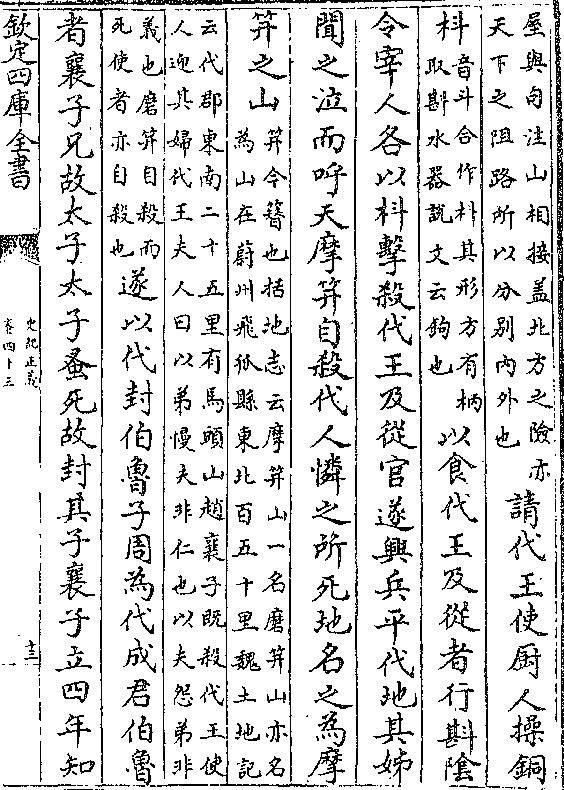 屋與句注山相接盖北方之險亦
天下之阻路所以分别内外也
請代王使厨人操銅
枓
音斗合作枓其形方有柄
取斟水器說文云鉤也
以食代王及從者行斟陰
令宰人各以枓擊殺代王及從官遂興兵平代地其姊
聞之泣而呼天摩笄自殺代人憐之所死地名之為摩
笄之山
笄今簪也括地志云摩笄山一名磨笄山亦名
為山在蔚州飛狐縣東北百五十里魏土地記
云代郡東南二十五里有馬頭山趙襄子既殺代王使
人迎其婦代王夫人曰以弟慢夫非仁也以夫怨弟非
義也磨笄自殺而
死使者亦自殺也
遂以代封伯魯子周為代成君伯魯
者襄子兄故太子太子蚤死故封其子襄子立四年知
欽定四庫全書
史記正義
卷四十三
十三